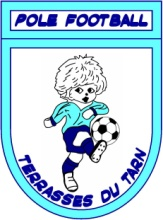 POLE FOOTBALL
TERRASSES DU TARN